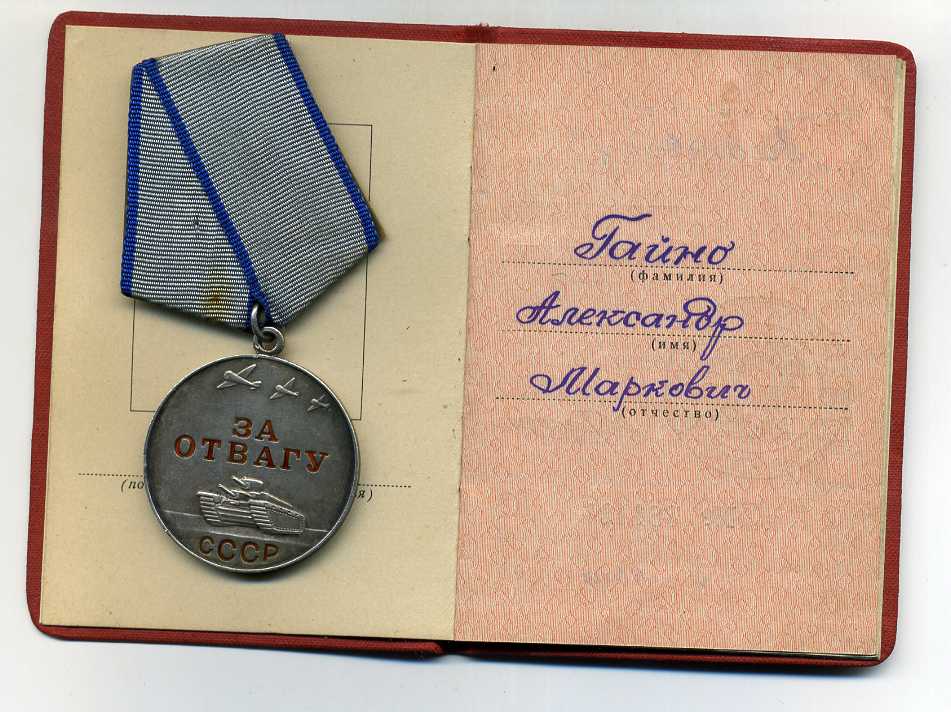 ЗА
ОТВАГУ
СССР
Гайно
(фамилия)
Александр
(имя)
Маркович
(отчество)